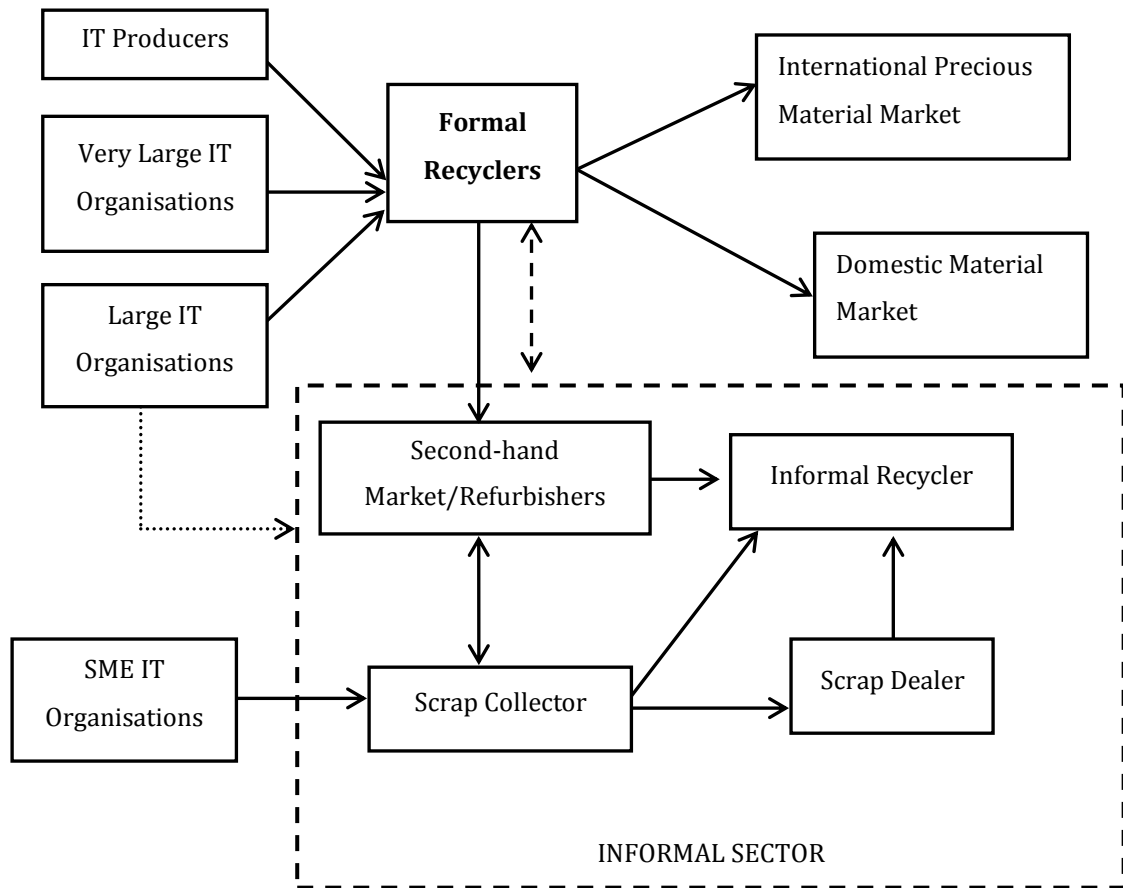 IT Producers
Very Large IT
Organisations
Large IT
Organisations
Formal
Recyclers
International Precious
Material Market
Domestic Material
Market
Second-hand
Market/Refurbishers
Informal Recycler
SME IT
Organisations
Scrap Collector
Scrap Dealer
INFORMAL SECTOR